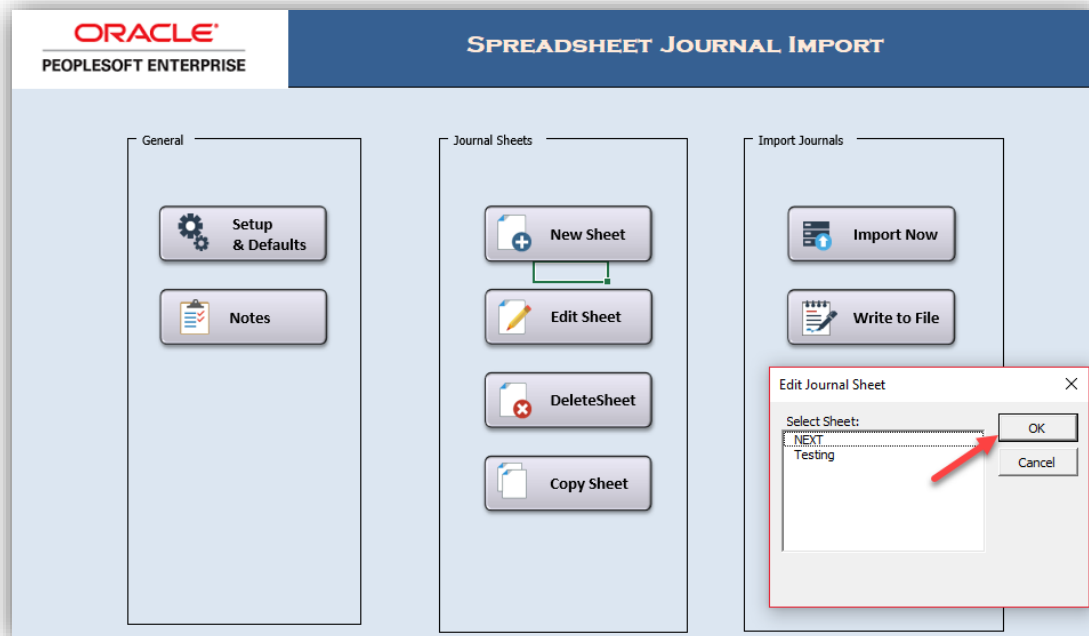 ORACLE®
PEOPLESOFT ENTERPRISE
SPREADSHEET JOURNAL IMPORT
General
Setup
& Defaults
Notes
Journal Sheets
New Sheet
Edit Sheet
DeleteSheet
Copy Sheet
Import Journals
Import Now
Write to File
Edit Journal Sheet
Select Sheet:
NEXT
Testing
OK
Cancel